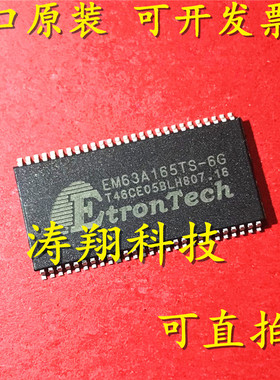 口原装 可开发票
EM63A165TS-6G
T46CE05BLH807.16
EtronTech
涛翔科技
可直拍